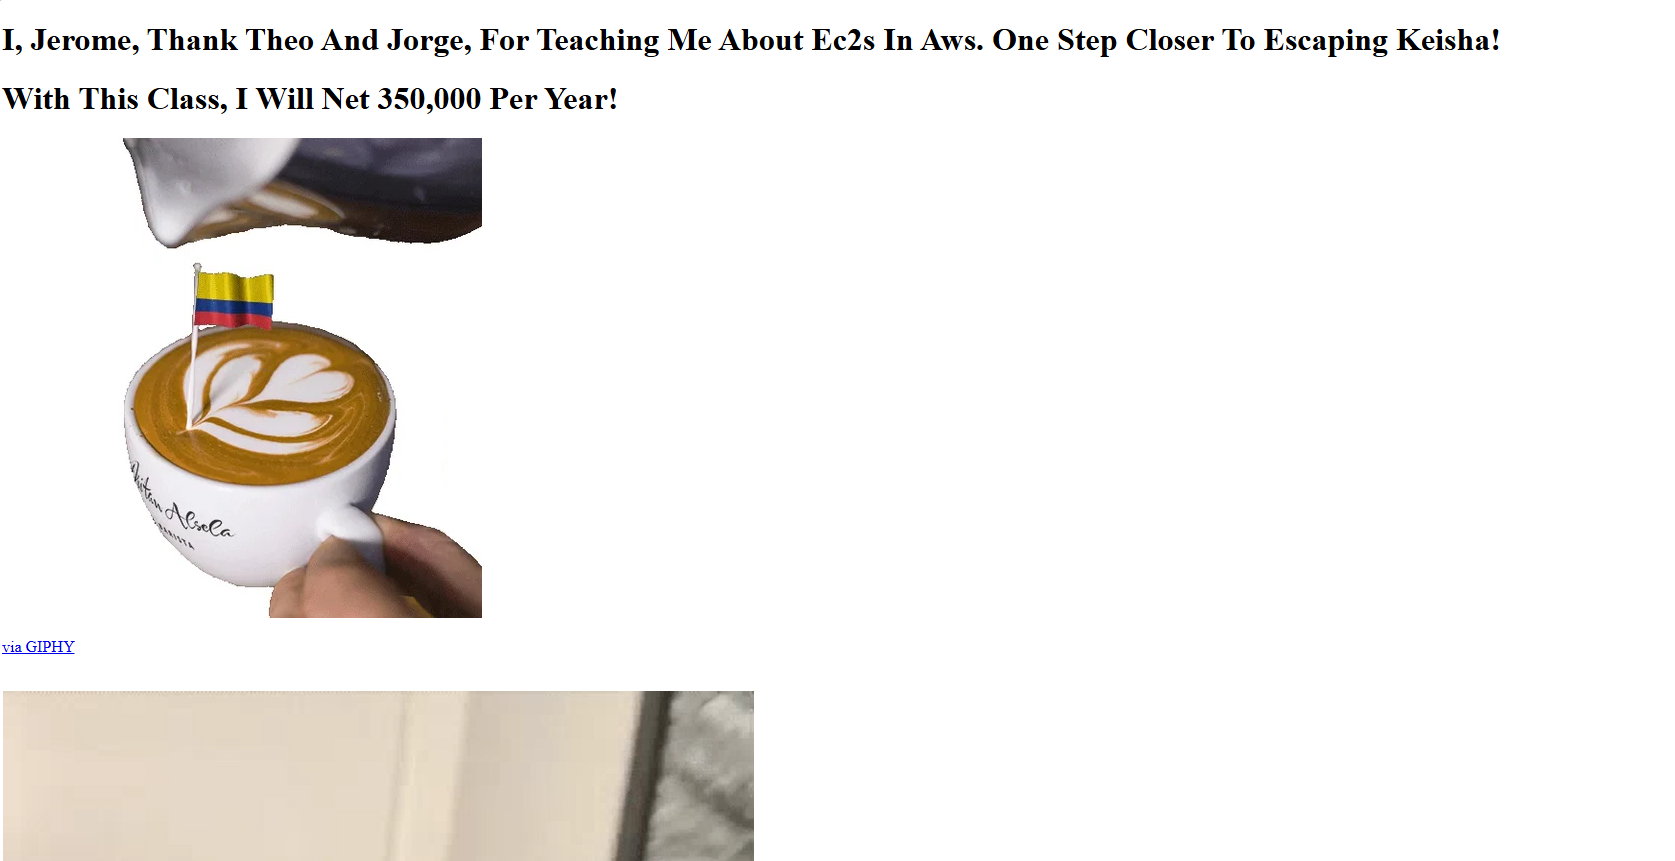 I, Jerome, Thank Theo And Jorge, For Teaching Me About Ec2s In Aws. One Step Closer To Escaping Keisha!
With This Class, I Will Net 350,000 Per Year!
Alsela
via GIPHY